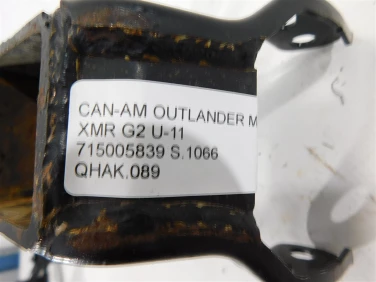 CAN-AM OUTLANDER M
XMR G2 U-11
715005839 S.1066
QHAK.089